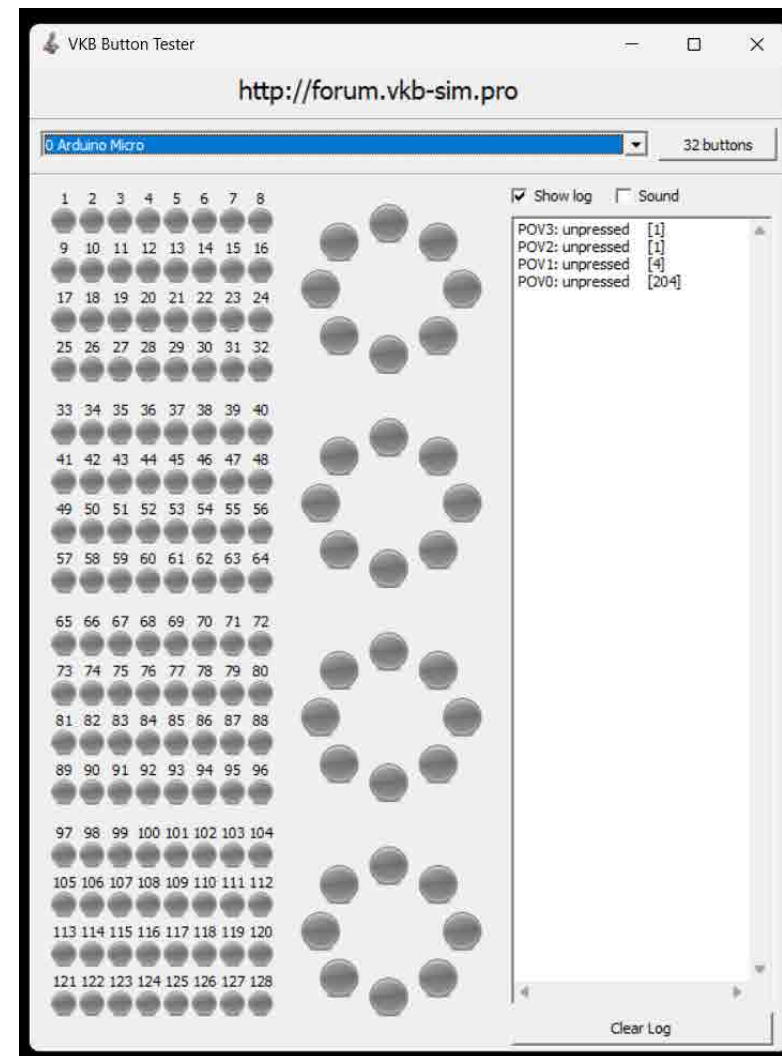 VKB Button Tester
http://forum.vkb-sim.pro
0 Arduino Micro
32 buttons
1 2 3 4 5 6 7 8
9 10 11 12 13 14 15 16
17 18 19 20 21 22 23 24
25 26 27 28 29 30 31 32
33 34 35 36 37 38 39 40
41 42 43 44 45 46 47 48
49 50 51 52 53 54 55 56
57 58 59 60 61 62 63 64
65 66 67 68 69 70 71 72
73 74 75 76 77 78 79 80
81 82 83 84 85 86 87 88
89 90 91 92 93 94 95 96
97 98 99 100 101 102 103 104
105 106 107 108 109 110 111 112
113 114 115 116 117 118 119 120
121 122 123 124 125 126 127 128
Show log Sound
POV3: unpressed [1]
POV2: unpressed [1]
POV1: unpressed [4]
POV0: unpressed [204]
Clear Log